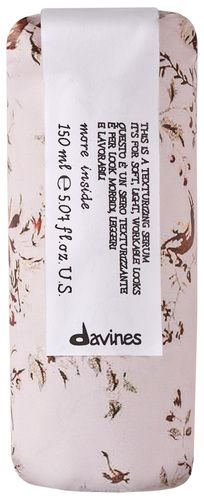 THIS IS A TEXTURIZING SERUM
IT'S FOR SOFT, LIGHT, WORKABLE LOOKS
QUESTO È UN SIERO TEXTURIZZANTE
È PER LOOK MORBIDI, LEGGERI
E LAVORABILI
more inside
150 ml e 5.07 fl.oz. U.S.
davines